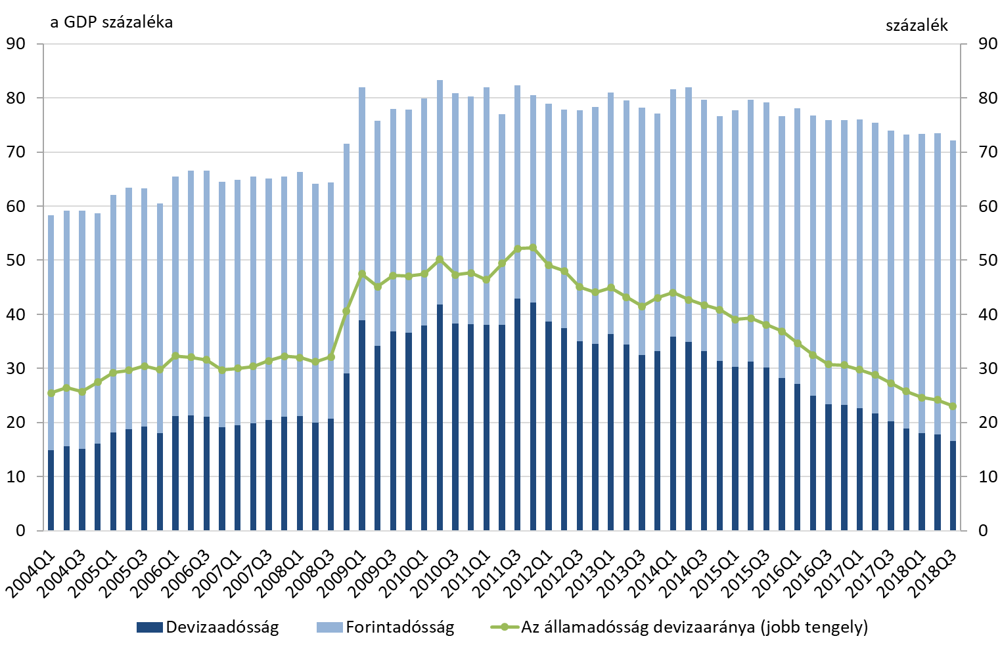 a GDP százaléka
százalék
90 90
80 80
70 70
60 60
50 50
40 40
30 30
20 20
10 10
0 0
2004Q1 2004Q3 2005Q1 2005Q3 2006Q1 2006Q3 2007Q1 2007Q3 2008Q1 2008Q3 2009Q1 2009Q3 2010Q1 2010Q3 2011Q1 2011Q3 2012Q1 2012Q3 2013Q1 2013Q3 2014Q1 2014Q3 2015Q1 2015Q3 2016Q1 2016Q3 2017Q1 2017Q3 2018Q1 2018Q3
Devizaadósság Forintadósság Az államadósság devizaaránya (jobb tengely)